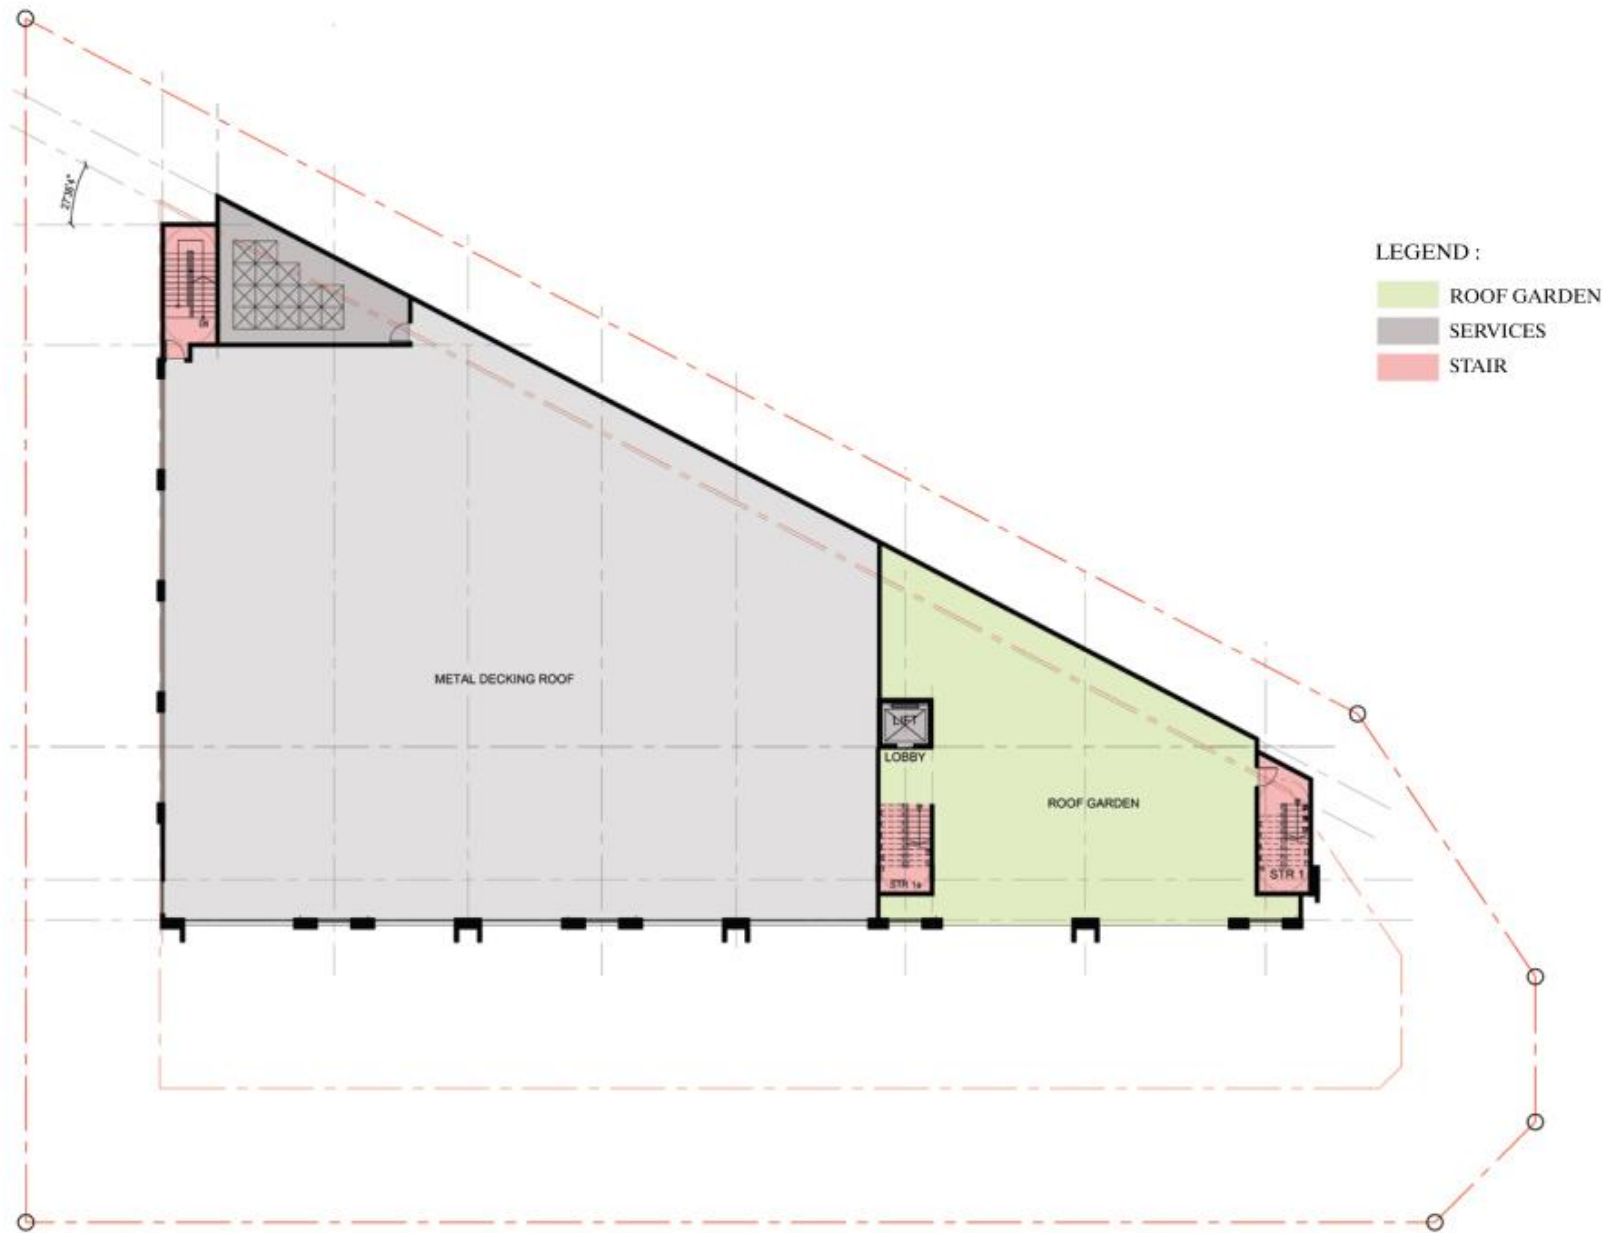 LEGEND :
ROOF GARDEN
SERVICES
STAIR
METAL DECKING ROOF
LIFT
LOBBY
ROOF GARDEN
STR 1a
STR 1